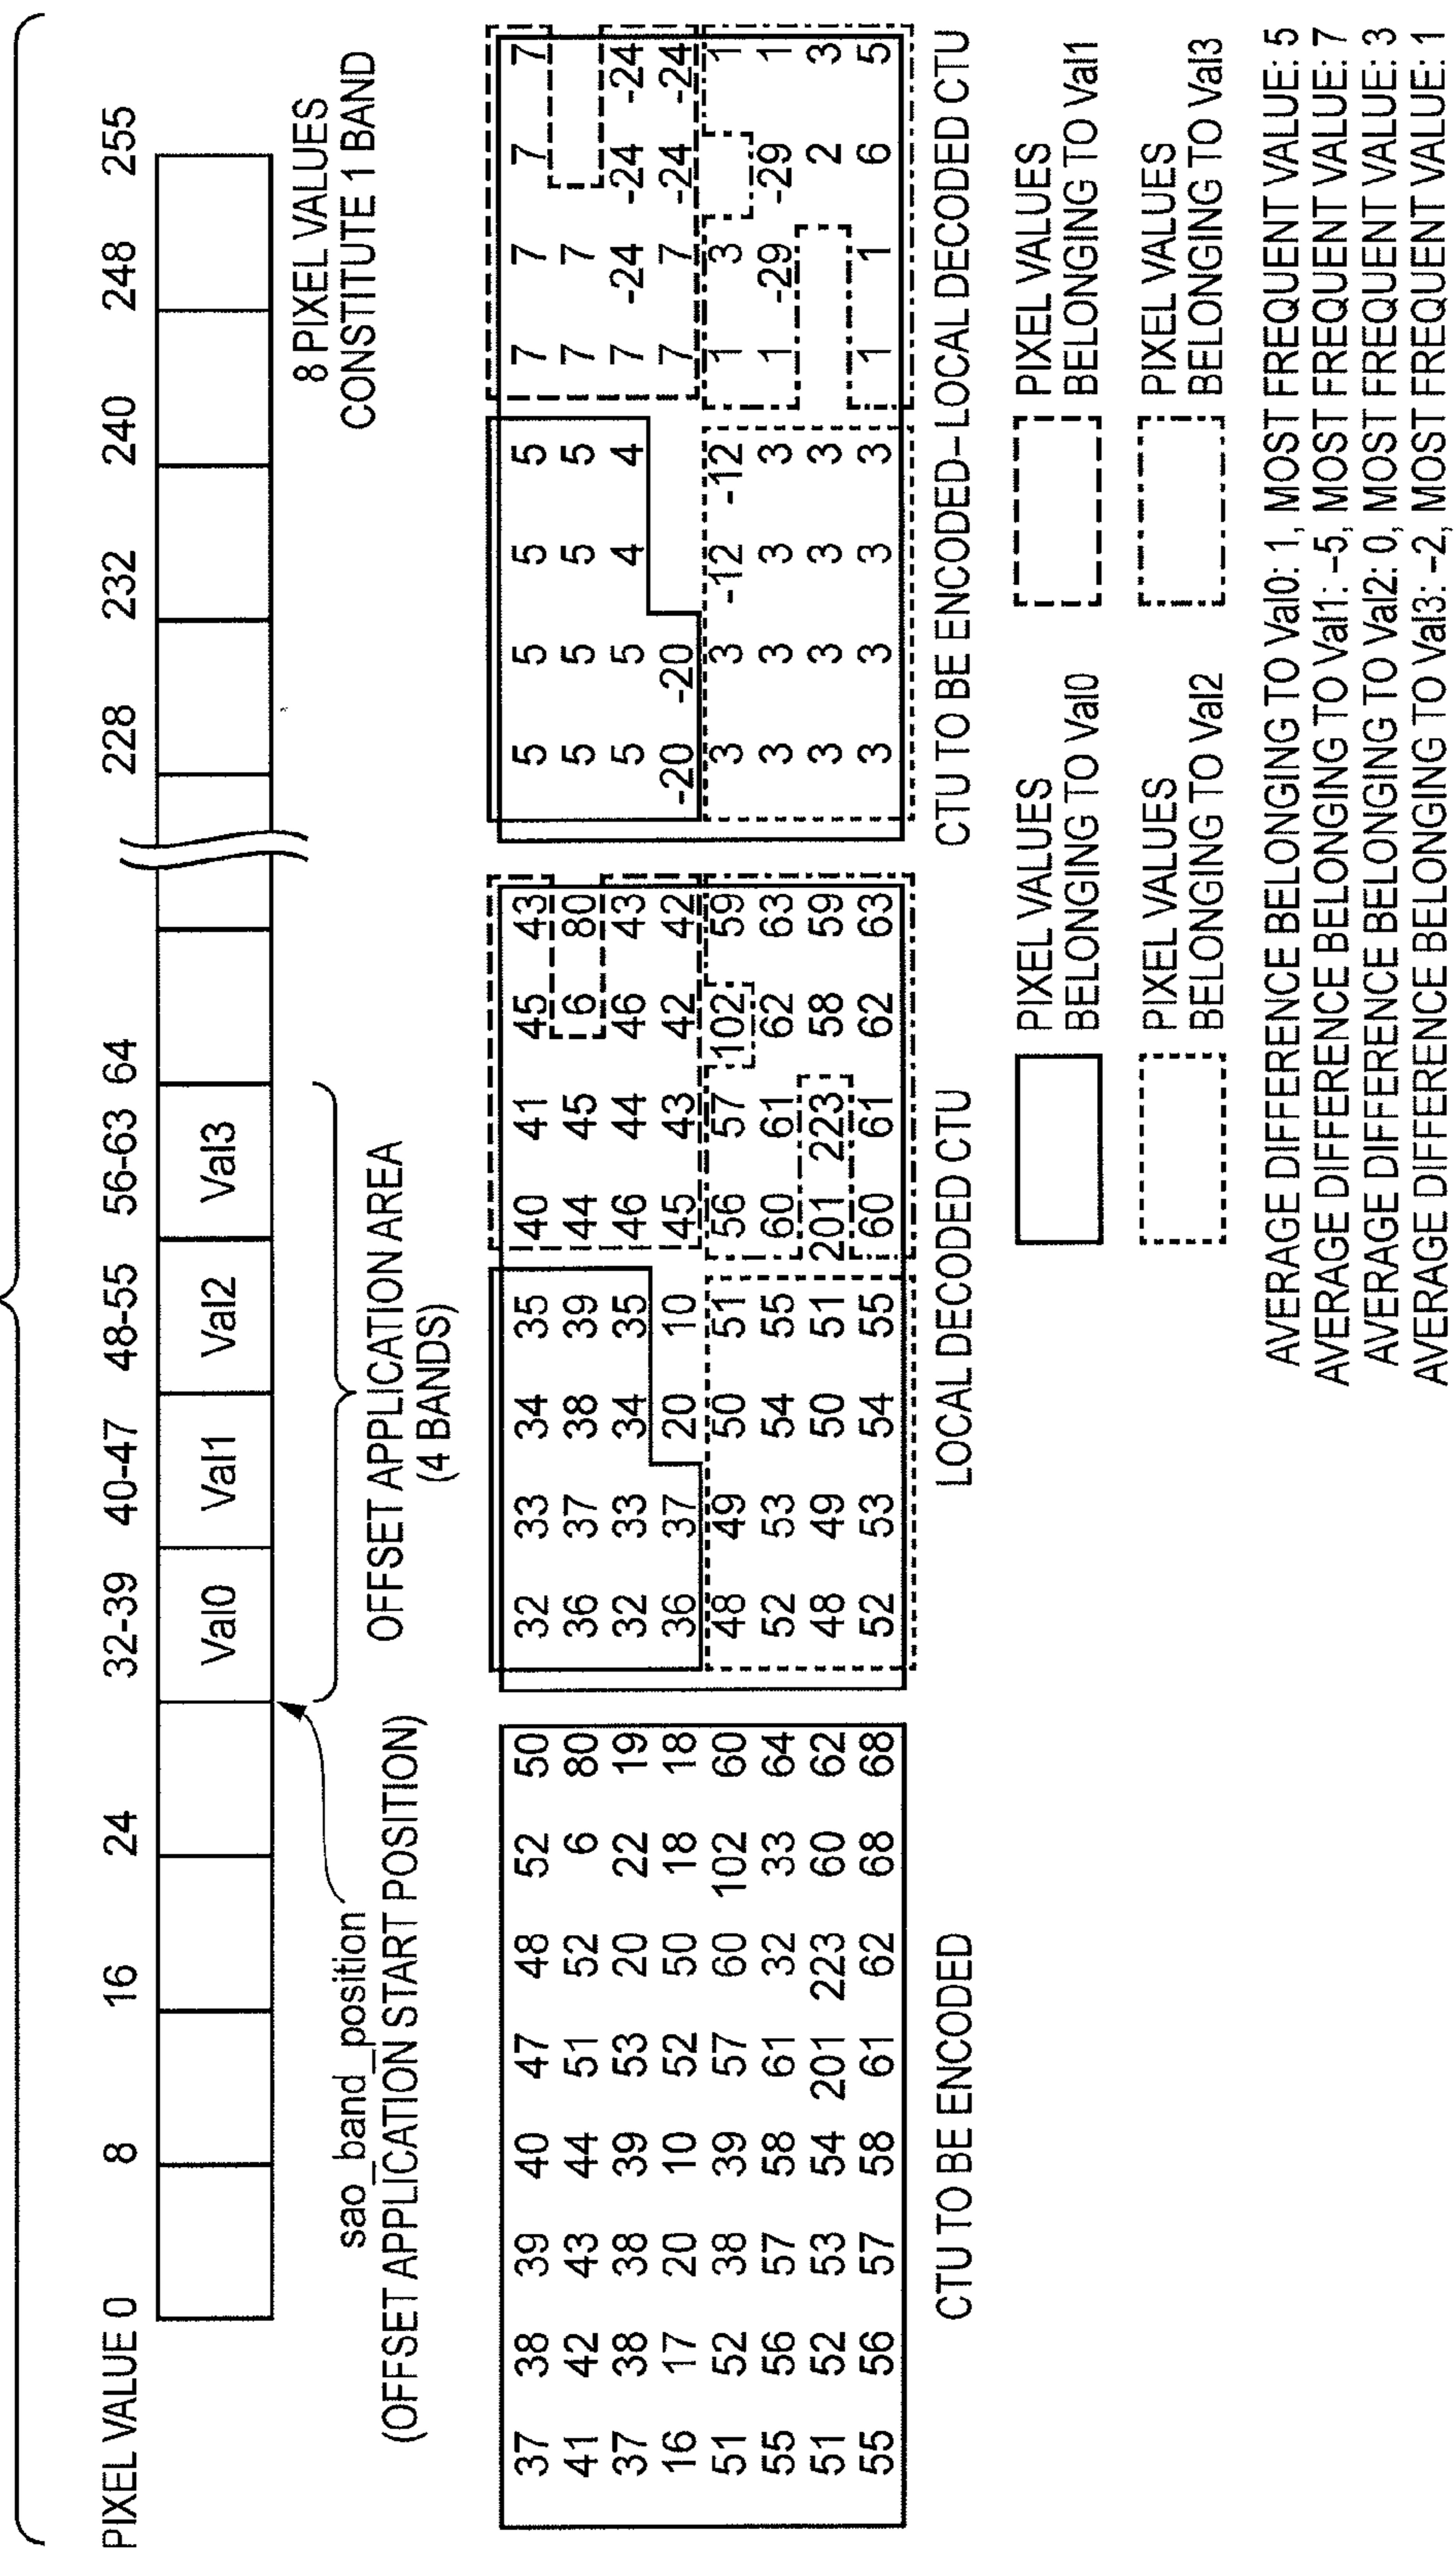 PIXEL VALUE 0 8 16 24 32-39 40-47 48-55 56-63 64 228 232 240 248 255
Val0 Val1 Val2 Val3
8 PIXEL VALUES
CONSTITUTE 1 BAND
sao_band_position
(OFFSET APPLICATION START POSITION)
OFFSET APPLICATION AREA
(4 BANDS)
37 38 39 40 47 48 52 50
41 42 43 44 51 52 6 80
37 38 38 39 53 20 22 19
16 17 20 10 52 50 18 18
51 52 38 39 57 60 102 60
55 56 57 58 61 32 33 64
51 52 53 54 201 223 60 62
55 56 57 58 61 62 68 68
CTU TO BE ENCODED
32 33 34 35 40 41 45 43
36 37 38 39 44 45 6 80
32 33 34 35 46 44 46 43
36 37 20 10 45 43 42 42
48 49 50 51 56 57 102 59
52 53 54 55 60 61 62 63
48 49 50 51 201 223 58 59
52 53 54 55 60 61 62 63
LOCAL DECODED CTU
5 5 5 5 7 7 7 7
5 5 5 5 7 7
5 5 4 4 7 -24 -24 -24
-20 -20 7 7 -24 -24
3 3 -12 -12 1 3 1
3 3 3 3 1 -29 -29 1
3 3 3 3 2 3
3 3 3 3 1 1 6 5
CTU TO BE ENCODED-LOCAL DECODED CTU
PIXEL VALUES
BELONGING TO Val0
PIXEL VALUES
BELONGING TO Val1
PIXEL VALUES
BELONGING TO Val2
PIXEL VALUES
BELONGING TO Val3
AVERAGE DIFFERENCE BELONGING TO Val0: 1, MOST FREQUENT VALUE: 5
AVERAGE DIFFERENCE BELONGING TO Val1: -5, MOST FREQUENT VALUE: 7
AVERAGE DIFFERENCE BELONGING TO Val2: 0, MOST FREQUENT VALUE: 3
AVERAGE DIFFERENCE BELONGING TO Val3: -2, MOST FREQUENT VALUE: 1